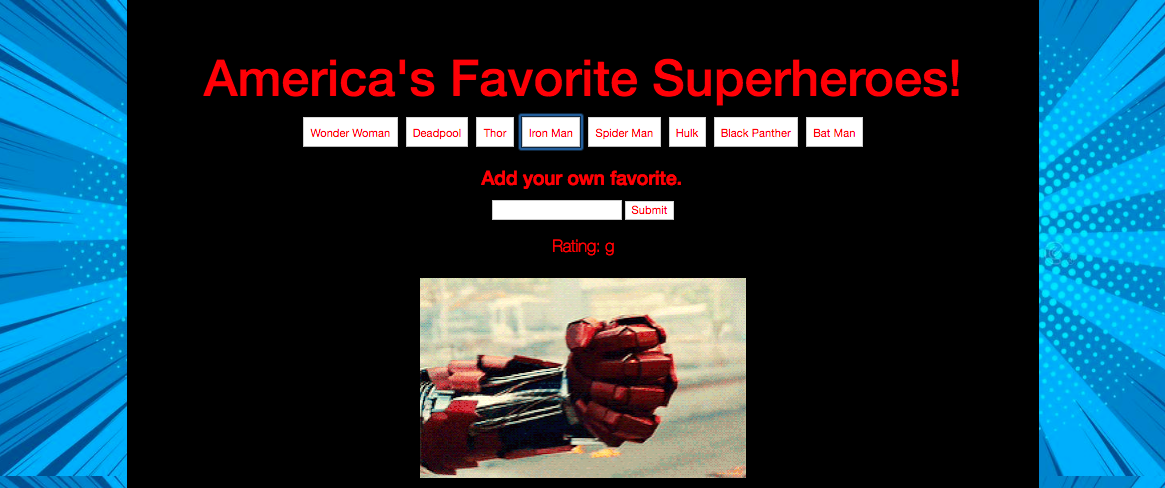 America's Favorite Superheroes!
Wonder Woman Deadpool Thor Iron Man Spider Man Hulk Black Panther Bat Man
Add your own favorite.
Submit
Rating: g